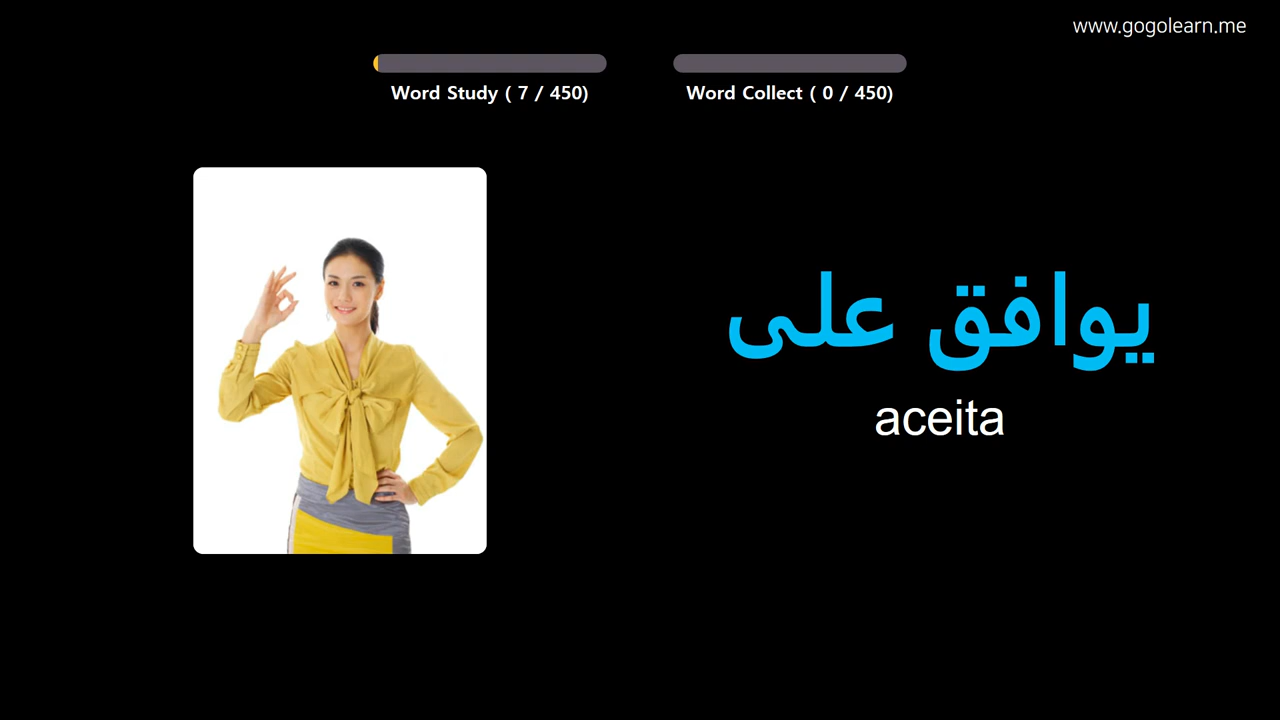 www.gogolearn.me
Word Study ( 7 / 450)
Word Collect ( 0 / 450)
يوافق على
aceita